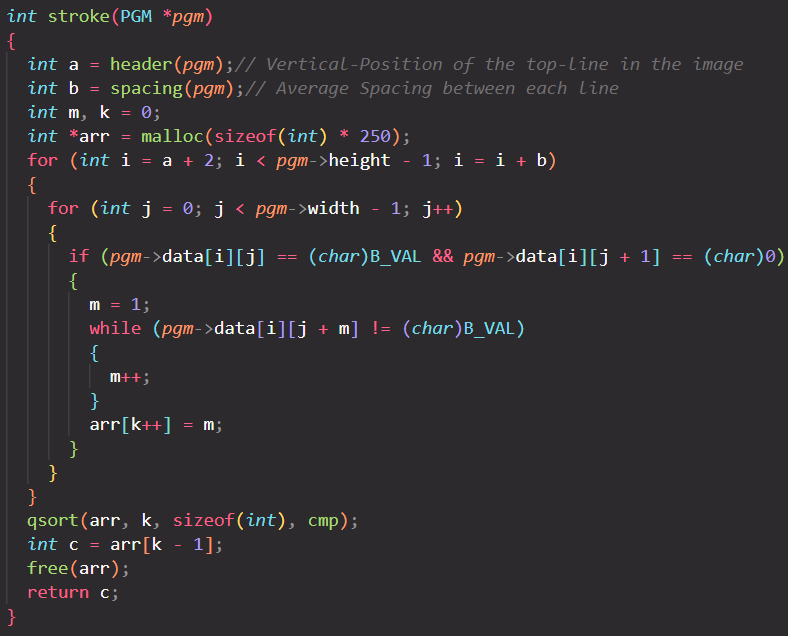 int stroke(PGM *pgm)
{
  int a = header(pgm);// Vertical-Position of the top-line in the image
  int b = spacing(pgm);// Average Spacing between each line
  int m, k = 0;
  int *arr = malloc(sizeof(int) * 250);
  for (int i = a + 2; i < pgm->height - 1; i = i + b)
  {
    for (int j = 0; j < pgm->width - 1; j++)
    {
      if (pgm->data[i][j] == (char)B_VAL && pgm->data[i][j + 1] == (char)0)
      {
        m = 1;
        while (pgm->data[i][j + m] != (char)B_VAL)
        {
          m++;
        }
        arr[k++] = m;
      }
    }
  }
  qsort(arr, k, sizeof(int), cmp);
  int c = arr[k - 1];
  free(arr);
  return c;
}